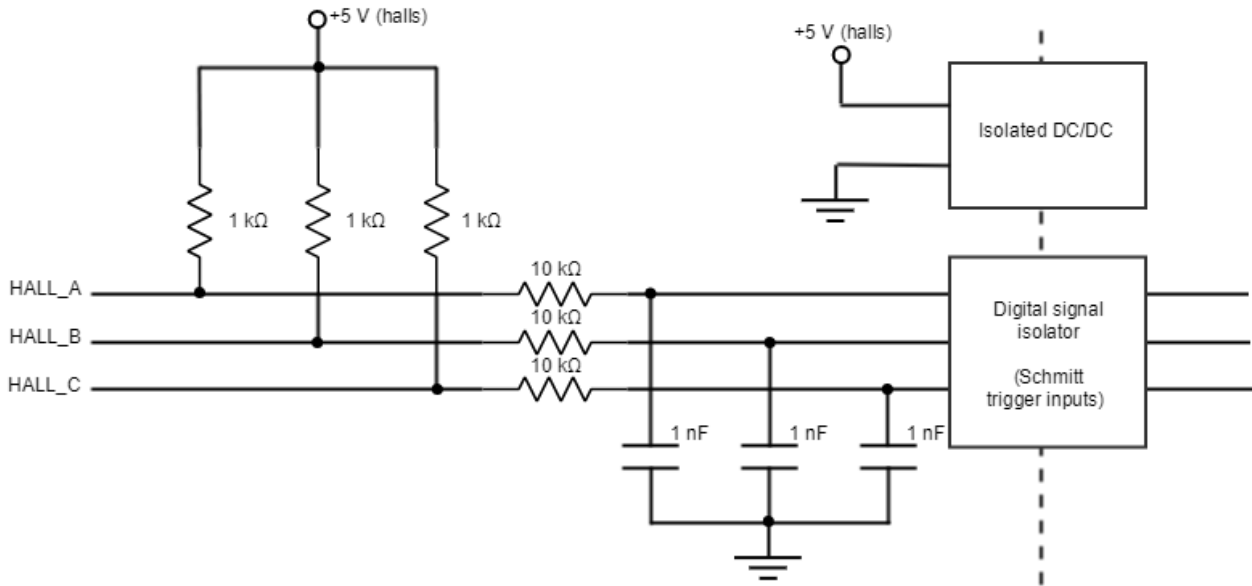 +5 V (halls)
+5 V (halls)
Isolated DC/DC
1 kΩ
1 kΩ
1 kΩ
10 kΩ
HALL_A
10 kΩ
HALL_B
10 kΩ
HALL_C
Digital signal
isolator
(Schmitt
trigger inputs)
1 nF
1 nF
1 nF